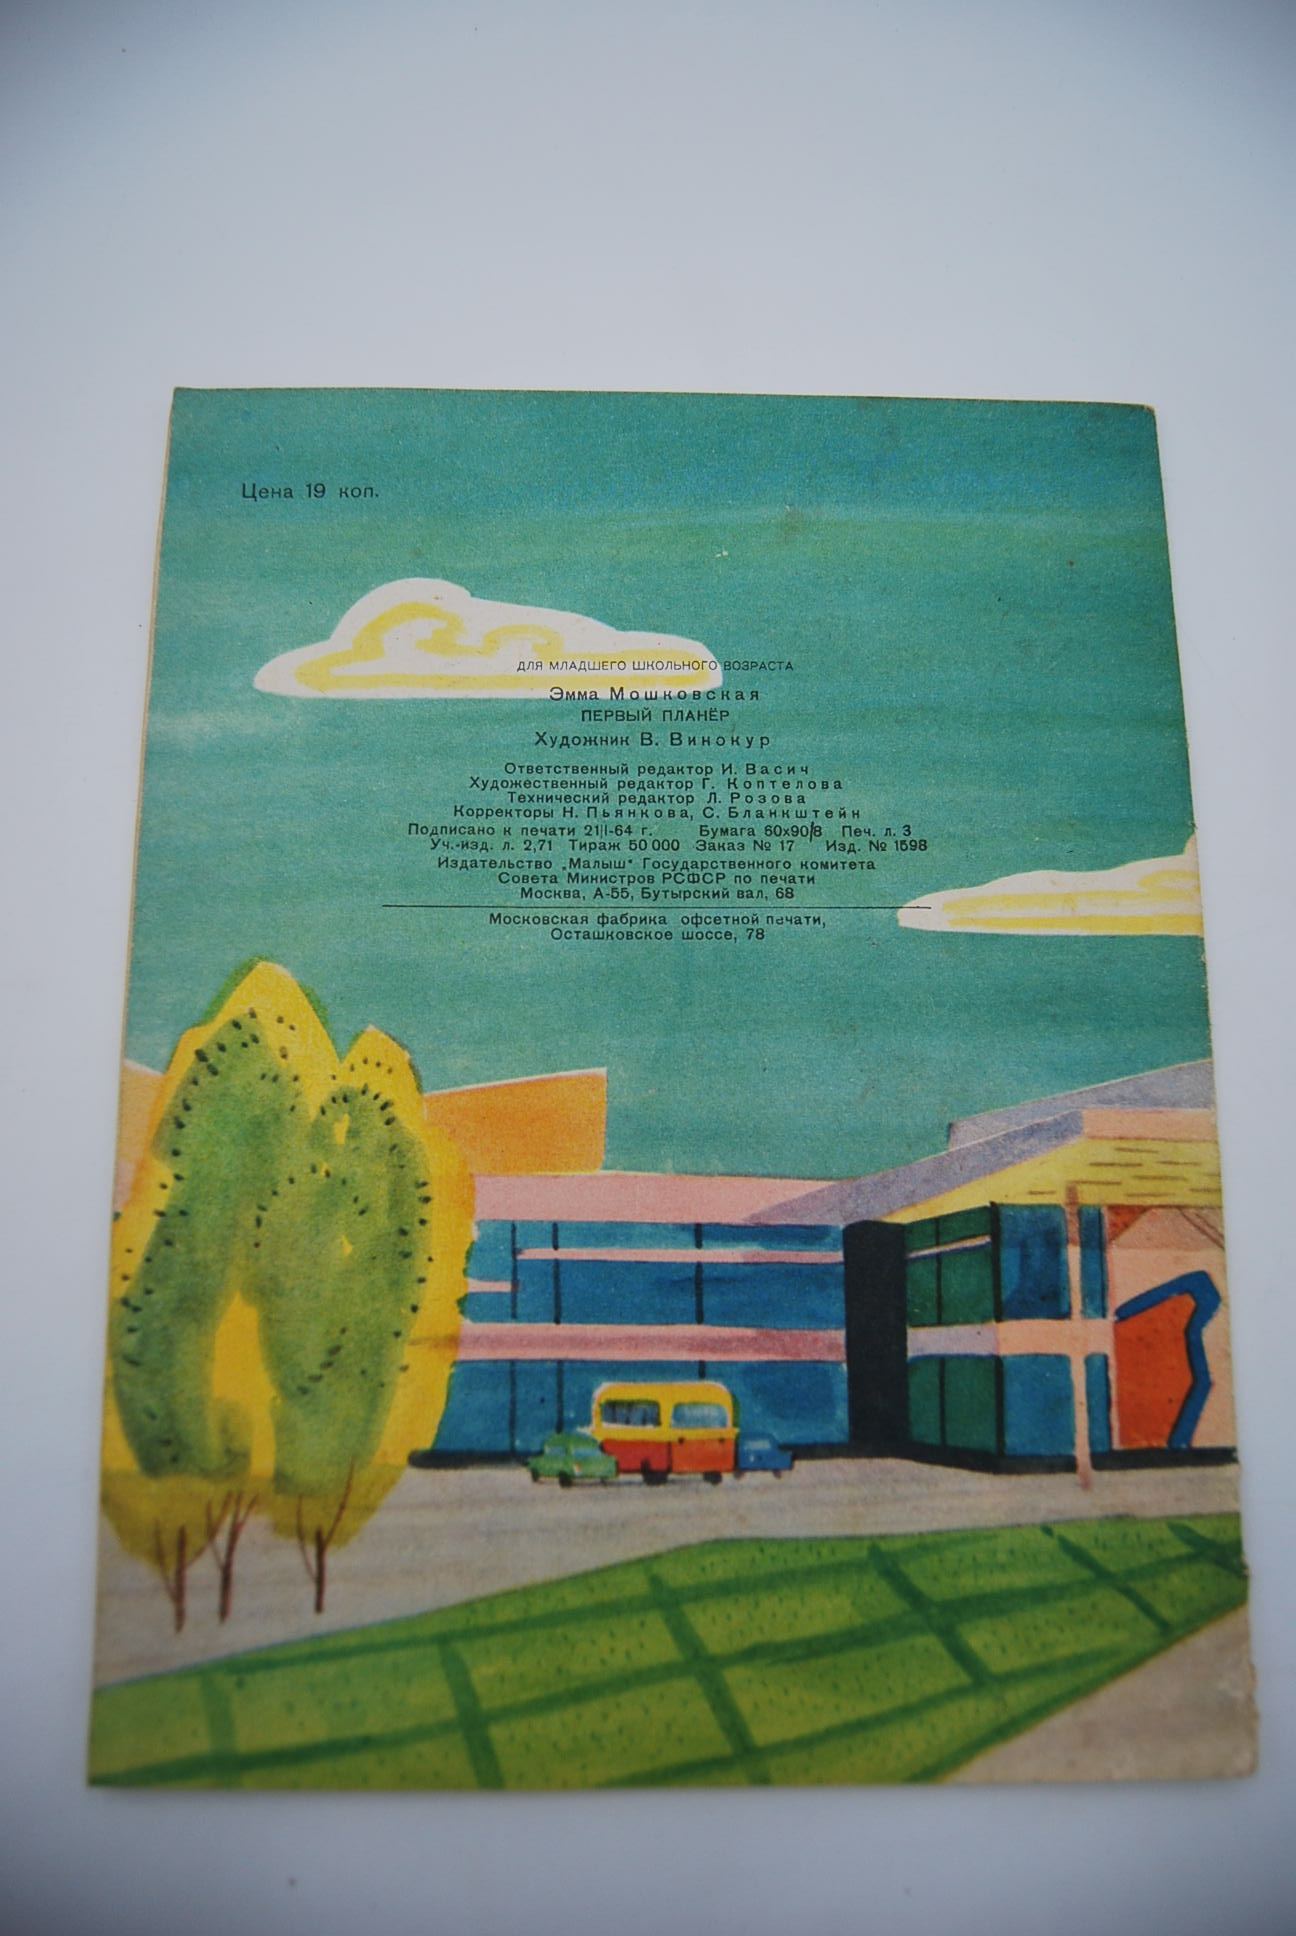 Цена 19 коп.
ДЛЯ МЛАДШЕГО ШКОЛЬНОГО ВОЗРАСТА
Эмма Мошковская
ПЕРВЫЙ ПЛАНЁР
Художник В. Винокур
Ответственный редактор И. Васич
Художественный редактор Г. Коптелова
Технический редактор Л. Розова
Корректоры Н. Пьянкова, С. Бланкштейн
Подписано к печати 21/I-64 г. Бумага 60х90/8 Печ. л. 3
Уч.-изд. л. 2,71 Тираж 50 000 Заказ № 17 Изд. № 1598
Издательство „Малыш" Государственного комитета
Совета Министров РСФСР по печати
Москва, А-55, Бутырский вал, 68
Московская фабрика офсетной печати,
Осташковское шоссе, 78